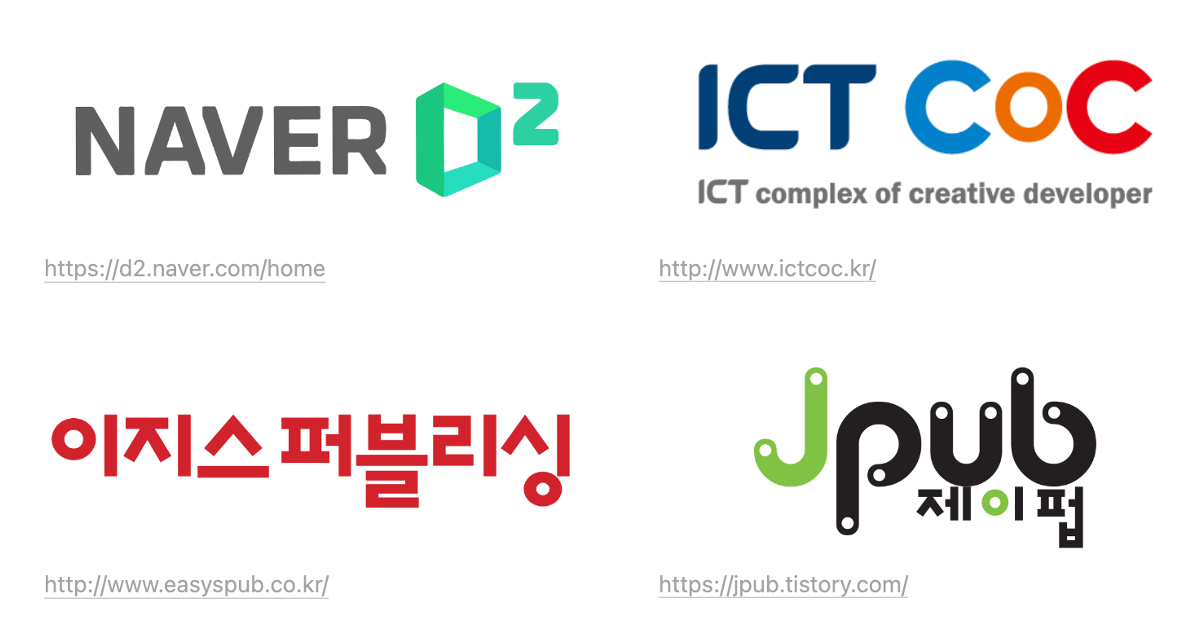 NAVER D2
ICT CoC
ICT complex of creative developer
https://d2.naver.com/home
http://www.ictcoc.kr/
이지스퍼블리싱
Jpub
제이펍
http://www.easyspub.co.kr/
https://jpub.tistory.com/